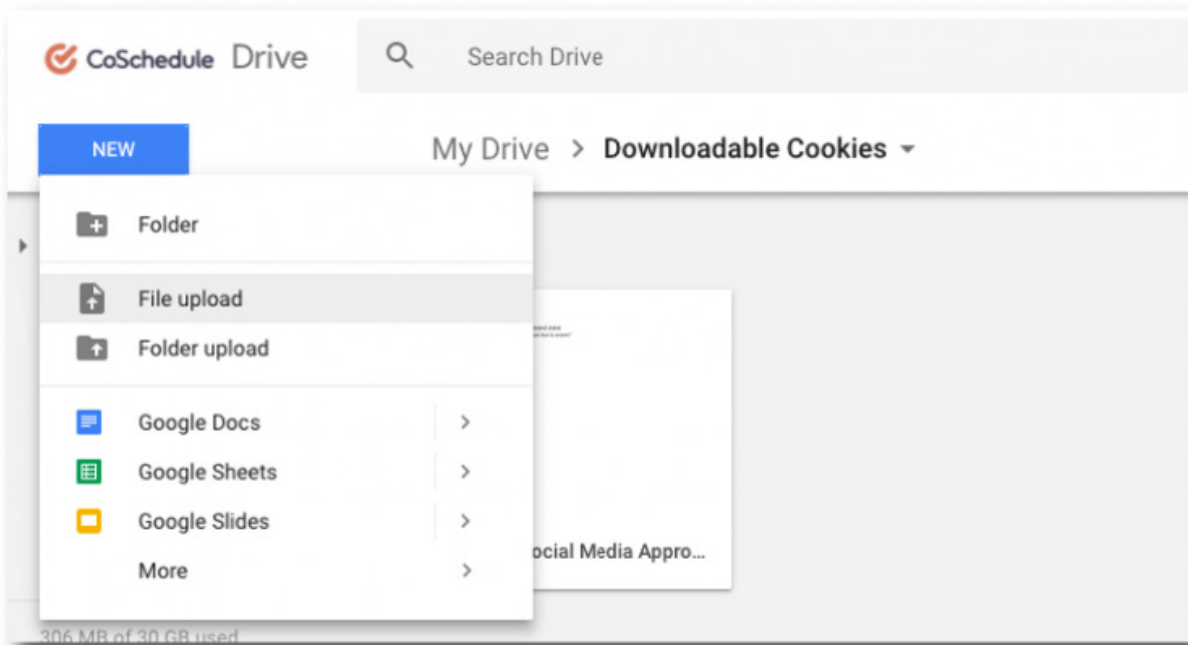 CoSchedule Drive
Search Drive
NEW
My Drive > Downloadable Cookies
Folder
File upload
Folder upload
Google Docs
Google Sheets
Google Slides
More
ocial Media Appro...
306 MB of 30 GB used